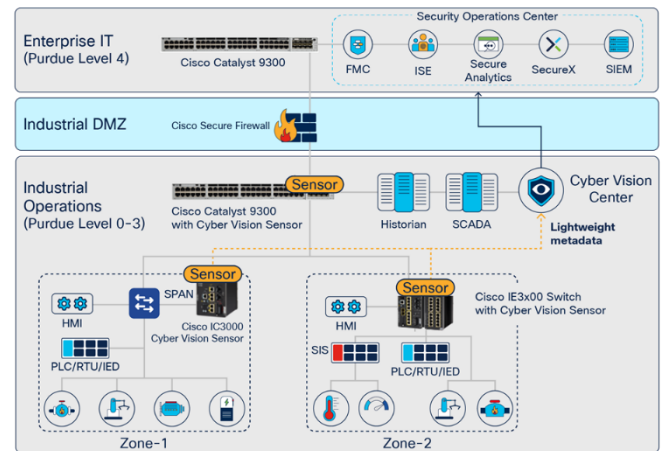 Security Operations Center
Enterprise IT
(Purdue Level 4)
Cisco Catalyst 9300
FMC
ISE
Secure
Analytics
SecureX
SIEM
Industrial DMZ
Cisco Secure Firewall
Industrial
Operations
(Purdue Level 0-3)
Sensor
Cisco Catalyst 9300
with Cyber Vision Sensor
Historian
SCADA
Cyber Vision
Center
Lightweight
metadata
Sensor
SPAN
HMI
Cisco IC3000
Cyber Vision Sensor
PLC/RTU/IED
Zone-1
Sensor
Cisco IE3x00 Switch
with Cyber Vision Sensor
HMI
SIS
PLC/RTU/IED
Zone-2